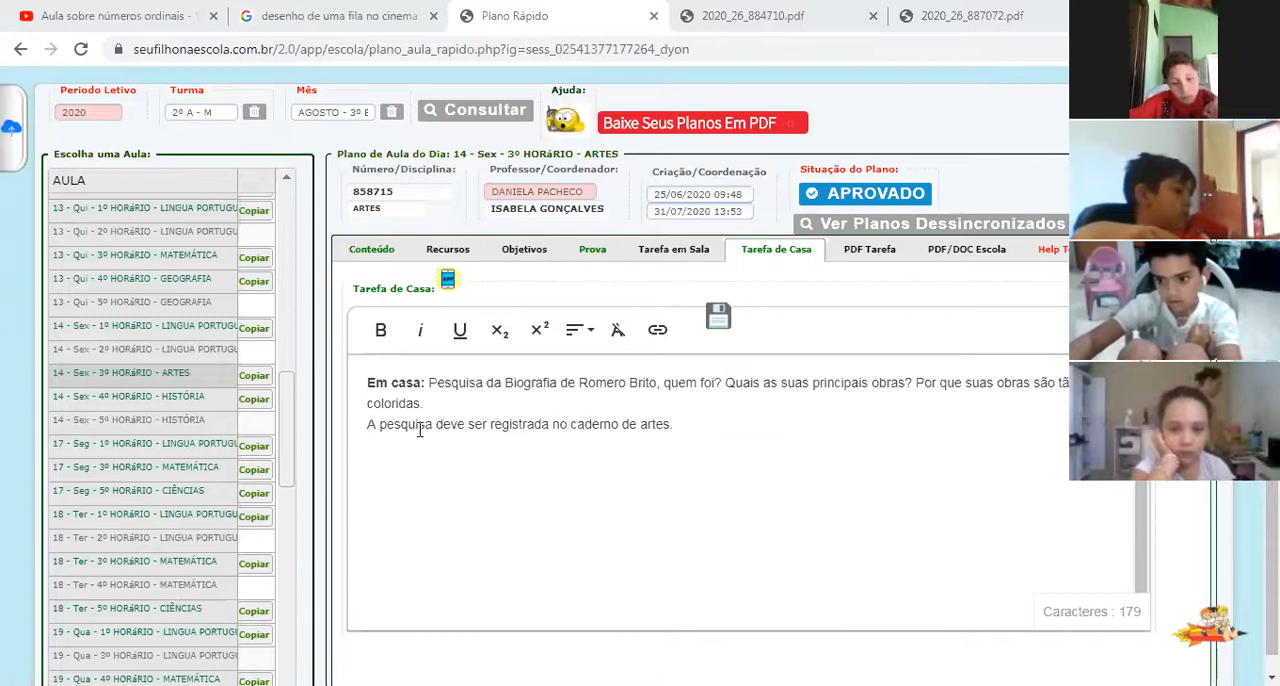 Aula sobre números ordinais - 1
desenho de uma fila no cinema
Plano Rápido
2020_26_884710.pdf
2020_26_887072.pdf
seufilhonaescola.com.br/2.0/app/escola/plano_aula_rapido.php?ig=sess_02541377177264_dyon
Periodo Letivo
Turma
Mês
Ajuda:
2020
2º A - M
AGOSTO - 3º E
Consultar
Baixe Seus Planos Em PDF
Escolha uma Aula:
Plano de Aula do Dia: 14 - Sex - 3º HORáRIO - ARTES
Número/Disciplina:
Professor/Coordenador:
Criação/Coordenação
Situação do Plano:
858715
ARTES
DANIELA PACHECO
ISABELA GONÇALVES
25/06/2020 09:48
31/07/2020 13:53
APROVADO
Ver Planos Dessincronizados
AULA
13 - Qui - 1º HORáRIO - LINGUA PORTUGU Copiar
13 - Qui - 2º HORáRIO - LINGUA PORTUGU
13 - Qui - 3º HORáRIO - MATEMÁTICA Copiar
13 - Qui - 4º HORáRIO - GEOGRAFIA Copiar
13 - Qui - 5º HORáRIO - GEOGRAFIA
14 - Sex - 1º HORáRIO - LINGUA PORTUGU Copiar
14 - Sex - 2º HORáRIO - LINGUA PORTUGU
14 - Sex - 3º HORáRIO - ARTES Copiar
14 - Sex - 4º HORáRIO - HISTÓRIA Copiar
14 - Sex - 5º HORáRIO - HISTÓRIA
17 - Seg - 1º HORáRIO - LINGUA PORTUGU Copiar
17 - Seg - 3º HORáRIO - MATEMÁTICA Copiar
17 - Seg - 5º HORáRIO - CIÊNCIAS Copiar
18 - Ter - 1º HORáRIO - LINGUA PORTUGU Copiar
18 - Ter - 2º HORáRIO - LINGUA PORTUGU
18 - Ter - 3º HORáRIO - MATEMÁTICA Copiar
18 - Ter - 4º HORáRIO - MATEMÁTICA
18 - Ter - 5º HORáRIO - CIÊNCIAS Copiar
19 - Qua - 1º HORáRIO - LINGUA PORTUGU Copiar
19 - Qua - 3º HORáRIO - LINGUA PORTUGU
19 - Qua - 4º HORáRIO - MATEMÁTICA Copiar
Conteúdo
Recursos
Objetivos
Prova
Tarefa em Sala
Tarefa de Casa
PDF Tarefa
PDF/DOC Escola
Help T
Tarefa de Casa:
B i U X₂ X²
Em casa: Pesquisa da Biografia de Romero Brito, quem foi? Quais as suas principais obras? Por que suas obras são tã
coloridas.
A pesquisa deve ser registrada no caderno de artes.
Caracteres : 179